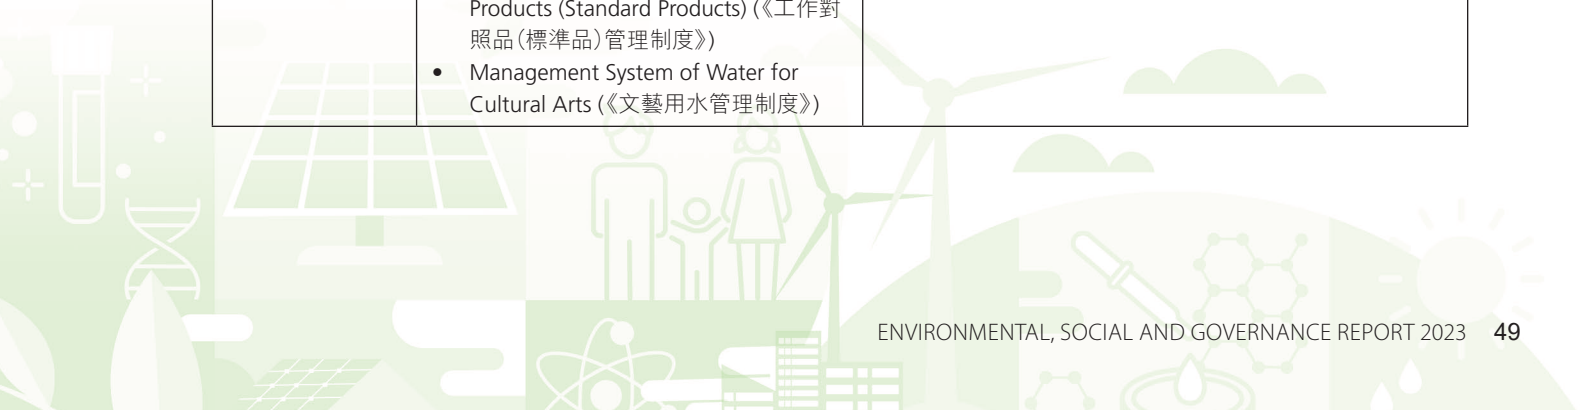 Products (Standard Products) (《工作對
照品（標準品）管理制度》)
• Management System of Water for
Cultural Arts (《文藝用水管理制度》)
ENVIRONMENTAL, SOCIAL AND GOVERNANCE REPORT 2023 49